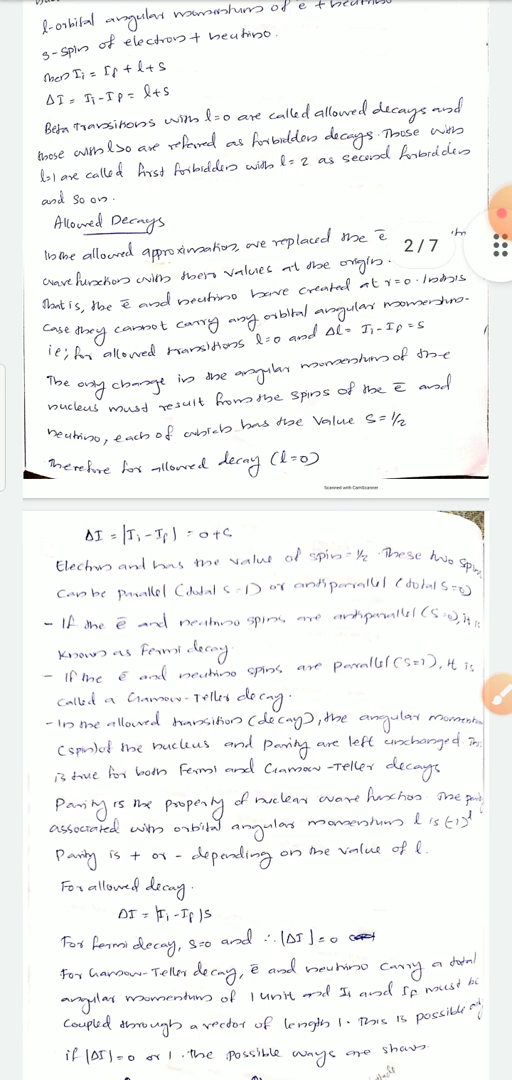 l-orbital angular momentum of e + neutrino
s-spin of electron + neutino.
Then Ii = If + l + s
ΔI = Ii - If = l + s
Beta Transitions with l=0 are called allowed decays and
those with l>0 are refered as forbidden decays. Those with
l=1 are called first forbidden with l=2 as second forbidden
and so on.
Allowed Decays
In the allowed approximation, we replaced the e̅
wave function with their values at the origin.
2/7
that is, the e̅ and neutrino have created at r=0. In this
case they cannot carry any orbital angular momentum.
ie; for allowed transitions l=0 and ΔI = Ii - If = s
The only change in the angular momentum of the
nucleus must result from the spins of the e̅ and
neutrino, each of which has the value S = 1/2
Therefore for allowed decay (l=0)
Scanned with CamScanner
ΔI = |Ii - If| = 0+S
Electron and has the value of spin = 1/2. These two spins
can be parallel (total s=1) or antiparallel (total s=0)
- If the e̅ and neutrino spins are antiparallel (s=0), it is
known as Fermi decay.
- If the e̅ and neutrino spins are parallel (s=1), it is
called a Gamow-Teller decay.
- In the allowed transition (decay), the angular momentum
(spin) of the nucleus and parity are left unchanged. This
is true for both Fermi and Gamow-Teller decays
Parity is the property of nuclear wave function. The parity
associated with orbital angular momentum l is (-1)^l
Parity is + or - depending on the value of l.
For allowed decay.
ΔI = |Ii - If| S
For fermi decay, s=0 and ∴ |ΔI| = 0
For Gamow-Teller decay, e̅ and neutrino carry a total
angular momentum of 1 unit and Ii and If must be
coupled through a vector of length 1. This is possible only
if |ΔI| = 0 or 1. The possible ways are shown.